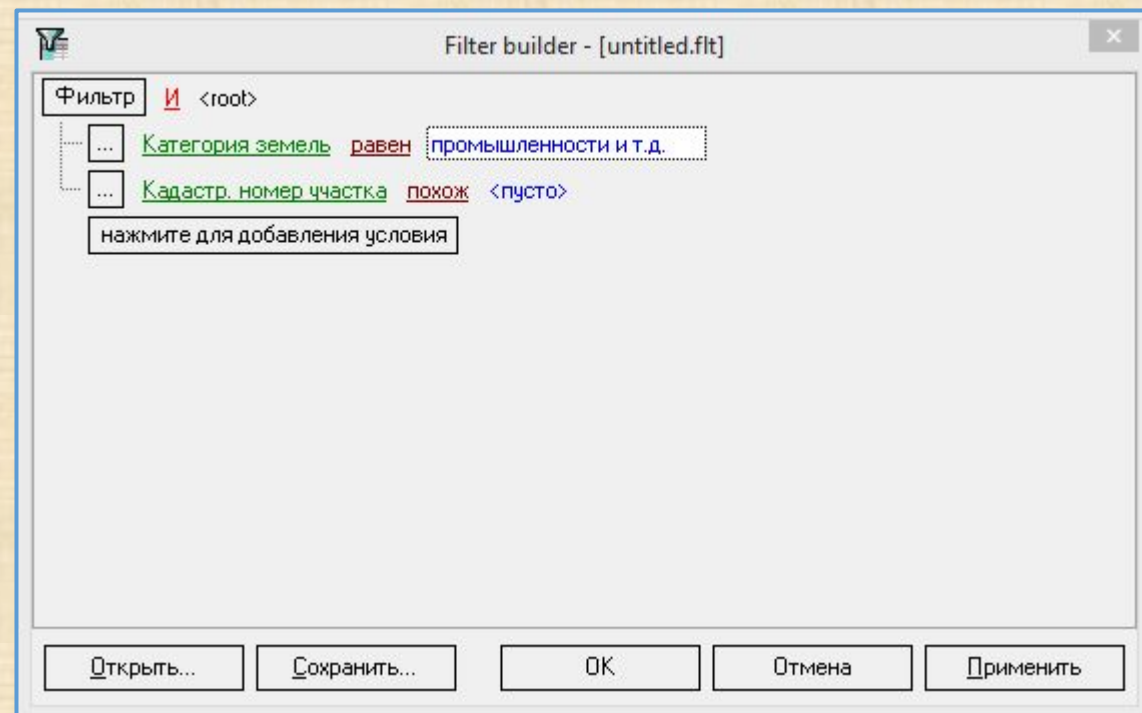 Filter builder - [untitled.flt]
Фильтр И <root>
... Категория земель равен промышленности и т.д.
... Кадастр. номер участка похож <пусто>
нажмите для добавления условия
Открыть... Сохранить... OK Отмена Применить